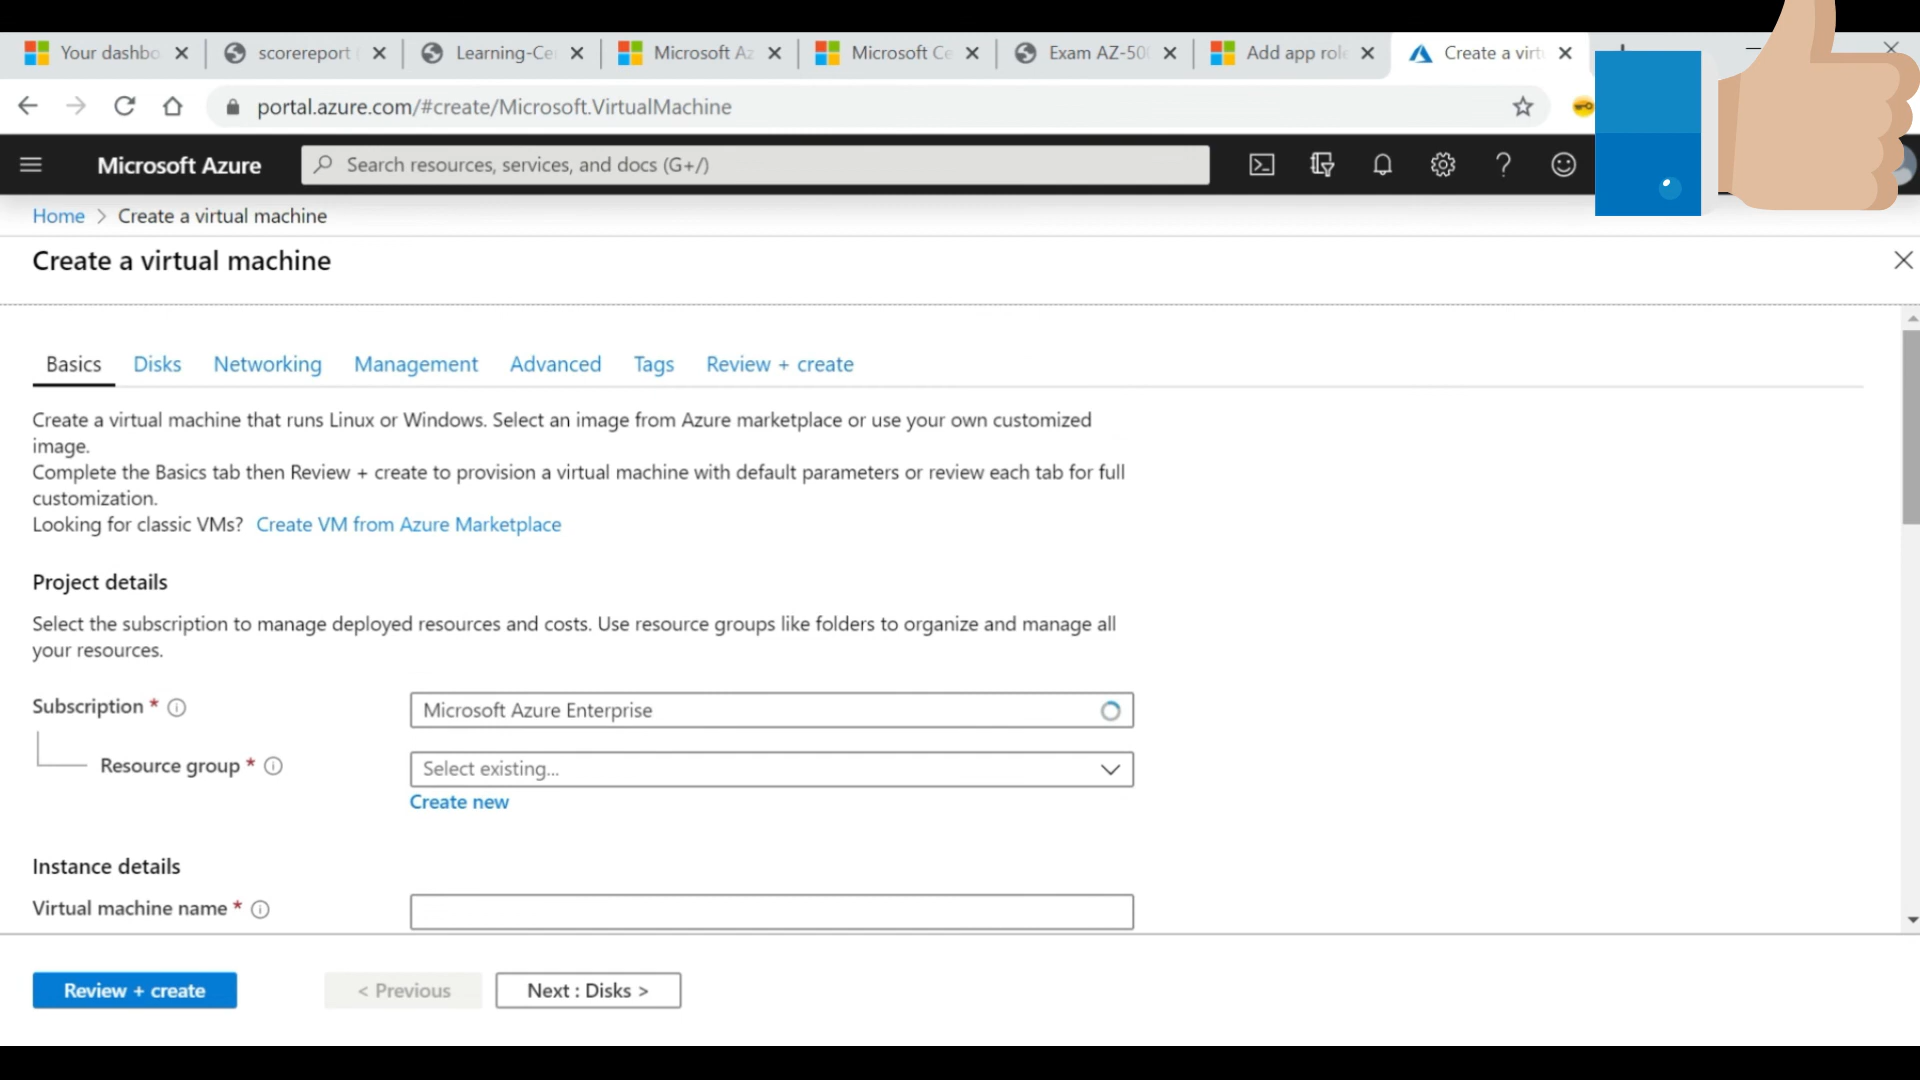 Your dashbo
scorereport
Learning-Ce
Microsoft Az
Microsoft Ce
Exam AZ-50
Add app role
Create a virt
portal.azure.com/#create/Microsoft.VirtualMachine
Microsoft Azure
Search resources, services, and docs (G+/)
Home > Create a virtual machine
Create a virtual machine
Basics Disks Networking Management Advanced Tags Review + create
Create a virtual machine that runs Linux or Windows. Select an image from Azure marketplace or use your own customized
image.
Complete the Basics tab then Review + create to provision a virtual machine with default parameters or review each tab for full
customization.
Looking for classic VMs? Create VM from Azure Marketplace
Project details
Select the subscription to manage deployed resources and costs. Use resource groups like folders to organize and manage all
your resources.
Subscription *
Microsoft Azure Enterprise
Resource group *
Select existing...
Create new
Instance details
Virtual machine name *
Review + create
< Previous
Next : Disks >